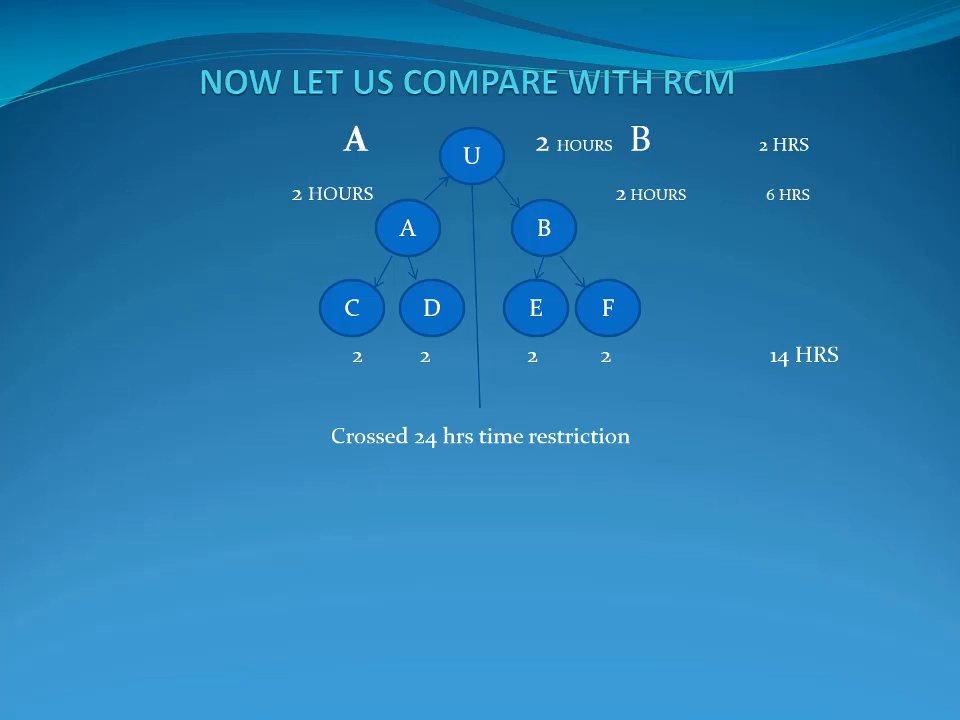 NOW LET US COMPARE WITH RCM
A 2 HOURS B 2 HRS
U
2 HOURS 2 HOURS 6 HRS
A B
C D E F
2 2 2 2 14 HRS
Crossed 24 hrs time restriction